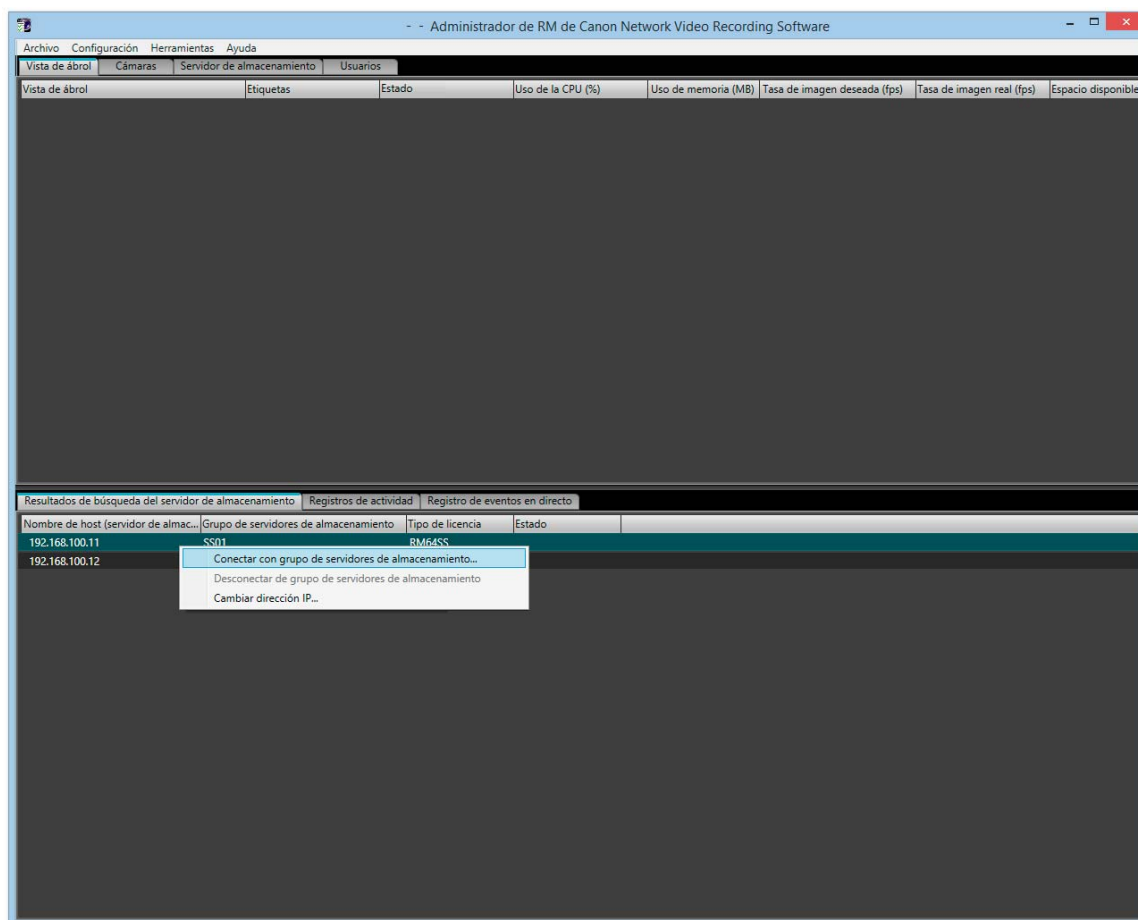 - - Administrador de RM de Canon Network Video Recording Software
Archivo Configuración Herramientas Ayuda
Vista de ábrol Cámaras Servidor de almacenamiento Usuarios
Vista de ábrol Etiquetas Estado Uso de la CPU (%) Uso de memoria (MB) Tasa de imagen deseada (fps) Tasa de imagen real (fps) Espacio disponible
Resultados de búsqueda del servidor de almacenamiento Registros de actividad Registro de eventos en directo
Nombre de host (servidor de almac... Grupo de servidores de almacenamiento Tipo de licencia Estado
192.168.100.11 SS01 RM64SS
192.168.100.12
Conectar con grupo de servidores de almacenamiento...
Desconectar de grupo de servidores de almacenamiento
Cambiar dirección IP...